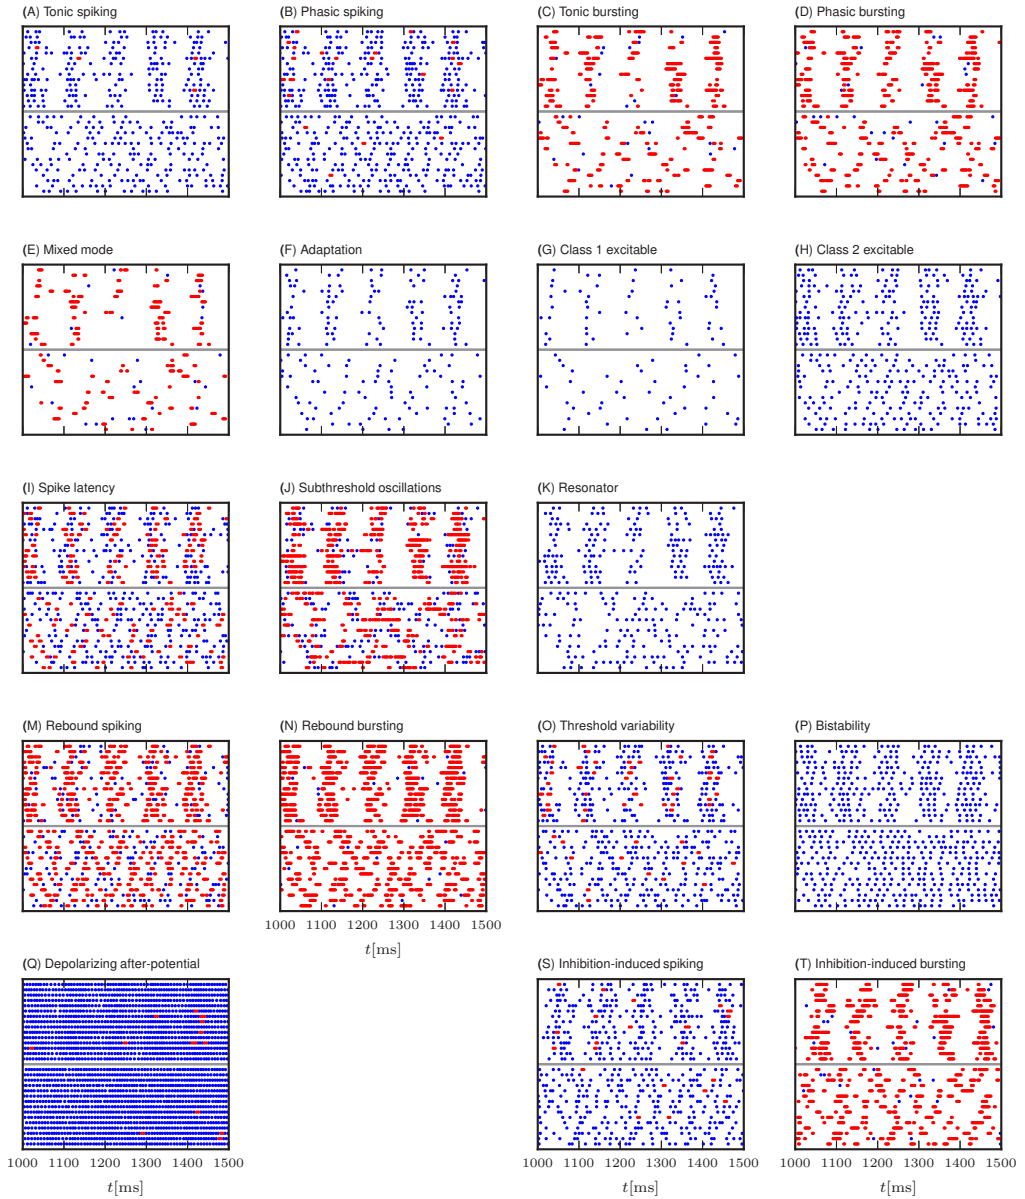 (A) Tonic spiking
(B) Phasic spiking
(C) Tonic bursting
(D) Phasic bursting
(E) Mixed mode
(F) Adaptation
(G) Class 1 excitable
(H) Class 2 excitable
(I) Spike latency
(J) Subthreshold oscillations
(K) Resonator
(M) Rebound spiking
(N) Rebound bursting
(O) Threshold variability
(P) Bistability
1000 1100 1200 1300 1400 1500
t[ms]
(Q) Depolarizing after-potential
(S) Inhibition-induced spiking
(T) Inhibition-induced bursting
1000 1100 1200 1300 1400 1500
t[ms]
1000 1100 1200 1300 1400 1500
t[ms]
1000 1100 1200 1300 1400 1500
t[ms]